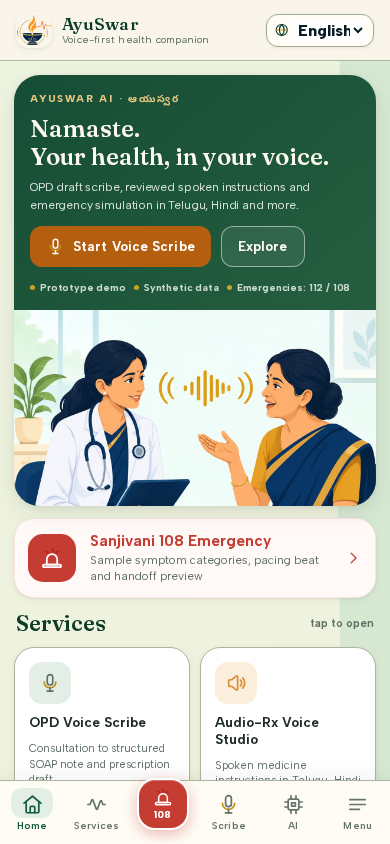 AyuSwar
Voice-first health companion
English
AYUSWAR AI · ఆయుస్వర
Namaste.
Your health, in your voice.
OPD draft scribe, reviewed spoken instructions and
emergency simulation in Telugu, Hindi and more.
Start Voice Scribe
Explore
Prototype demo
Synthetic data
Emergencies: 112 / 108
Sanjivani 108 Emergency
Sample symptom categories, pacing beat
and handoff preview
Services
tap to open
OPD Voice Scribe
Consultation to structured
SOAP note and prescription
draft
Audio-Rx Voice
Studio
Spoken medicine
instructions in Telugu, Hindi
Home
Services
108
Scribe
AI
Menu